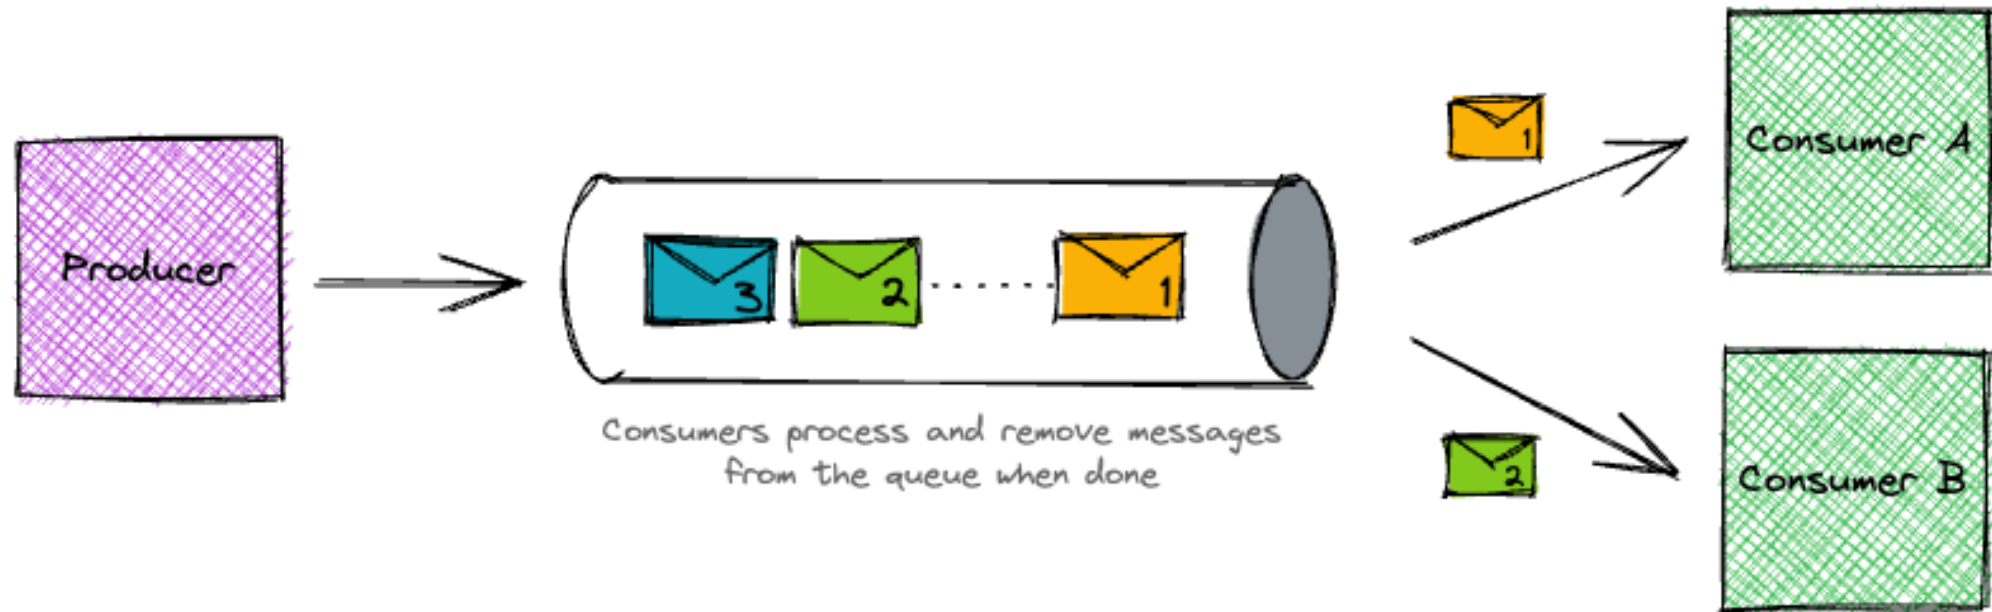 Producer
3
2
1
Consumers process and remove messages
from the queue when done
1
Consumer A
2
Consumer B